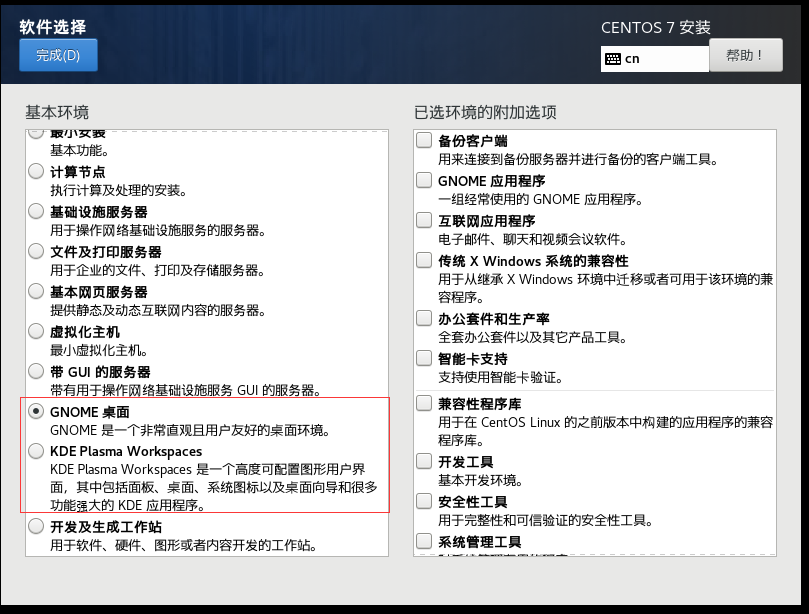 软件选择
CENTOS 7 安装
完成(D)
cn
帮助！
基本环境
最小安装
基本功能。
计算节点
执行计算及处理的安装。
基础设施服务器
用于操作网络基础设施服务的服务器。
文件及打印服务器
用于企业的文件、打印及存储服务器。
基本网页服务器
提供静态及动态互联网内容的服务器。
虚拟化主机
最小虚拟化主机。
带 GUI 的服务器
带有用于操作网络基础设施服务 GUI 的服务器。
GNOME 桌面
GNOME 是一个非常直观且用户友好的桌面环境。
KDE Plasma Workspaces
KDE Plasma Workspaces 是一个高度可配置图形用户界
面，其中包括面板、桌面、系统图标以及桌面向导和很多
功能强大的 KDE 应用程序。
开发及生成工作站
用于软件、硬件、图形或者内容开发的工作站。
已选环境的附加选项
备份客户端
用来连接到备份服务器并进行备份的客户端工具。
GNOME 应用程序
一组经常使用的 GNOME 应用程序。
互联网应用程序
电子邮件、聊天和视频会议软件。
传统 X Windows 系统的兼容性
用于从继承 X Windows 环境中迁移或者可用于该环境的兼
容程序。
办公套件和生产率
全套办公套件以及其它产品工具。
智能卡支持
支持使用智能卡验证。
兼容性程序库
用于在 CentOS Linux 的之前版本中构建的应用程序的兼容
程序库。
开发工具
基本开发环境。
安全性工具
用于完整性和可信验证的安全性工具。
系统管理工具